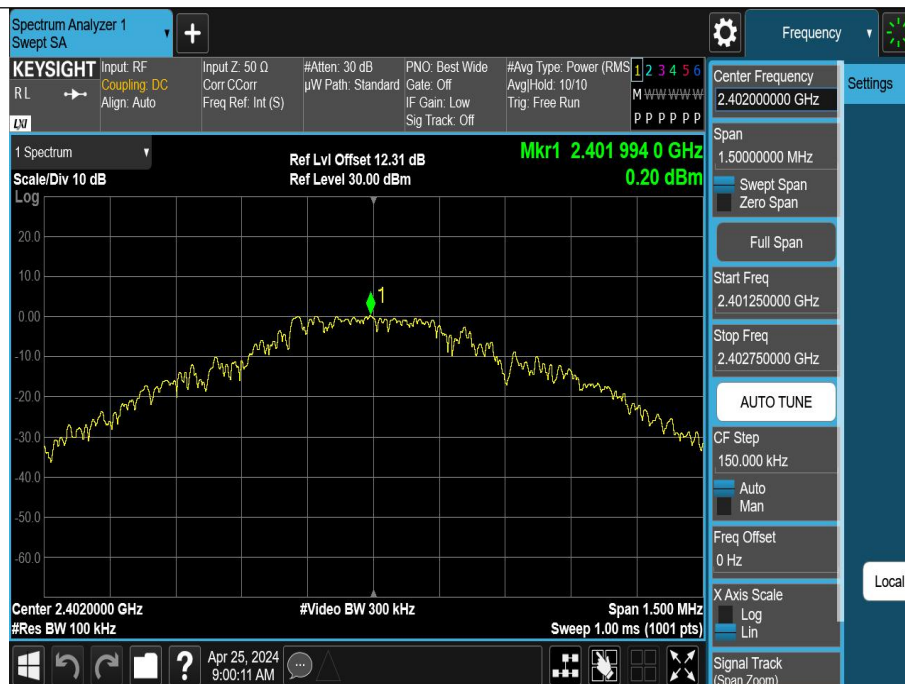 Spectrum Analyzer 1
Swept SA
Frequency
KEYSIGHT
RL
LXI
Input: RF
Coupling: DC
Align: Auto
Input Z: 50 Ω
Corr CCorr
Freq Ref: Int (S)
#Atten: 30 dB
µW Path: Standard
PNO: Best Wide
Gate: Off
IF Gain: Low
Sig Track: Off
#Avg Type: Power (RMS
Avg|Hold: 10/10
Trig: Free Run
1 2 3 4 5 6
M W W W W W
P P P P P P
1 Spectrum
Scale/Div 10 dB
Log
Ref Lvl Offset 12.31 dB
Ref Level 30.00 dBm
Mkr1 2.401 994 0 GHz
0.20 dBm
20.0
10.0
0.00
-10.0
-20.0
-30.0
-40.0
-50.0
-60.0
1
Center 2.4020000 GHz
#Res BW 100 kHz
#Video BW 300 kHz
Span 1.500 MHz
Sweep 1.00 ms (1001 pts)
Center Frequency
2.402000000 GHz
Span
1.50000000 MHz
Swept Span
Zero Span
Full Span
Start Freq
2.401250000 GHz
Stop Freq
2.402750000 GHz
AUTO TUNE
CF Step
150.000 kHz
Auto
Man
Freq Offset
0 Hz
X Axis Scale
Log
Lin
Signal Track
(Span Zoom)
Settings
Local
?
Apr 25, 2024
9:00:11 AM